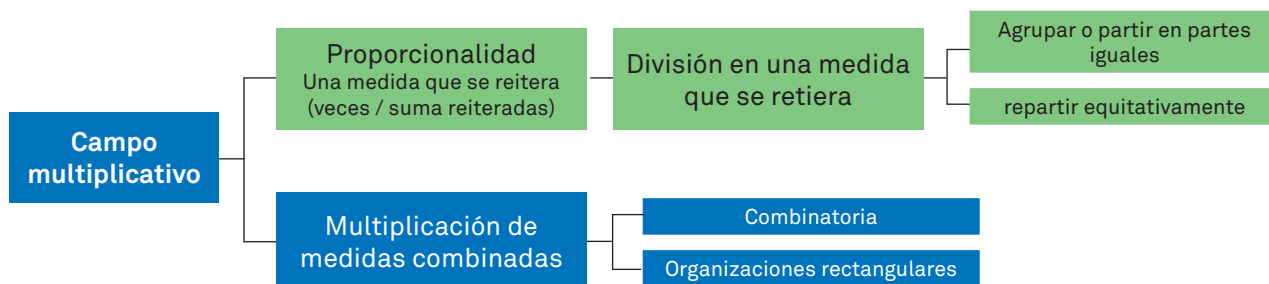 Campo
multiplicativo
Proporcionalidad
Una medida que se reitera
(veces / suma reiteradas)
División en una medida
que se retiera
Agrupar o partir en partes
iguales
repartir equitativamente
Multiplicación de
medidas combinadas
Combinatoria
Organizaciones rectangulares